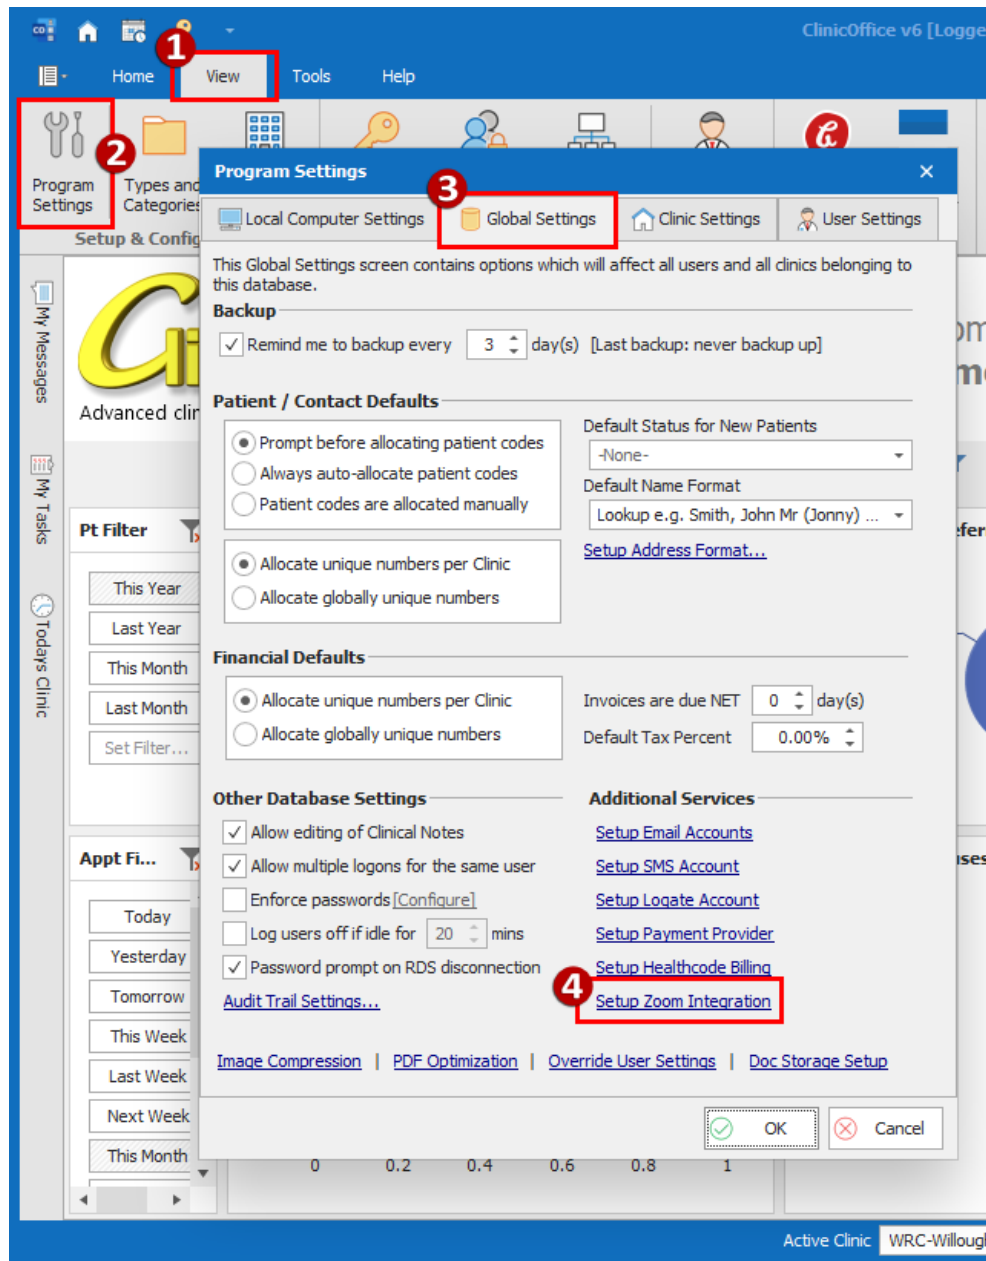 ClinicOffice v6 [Logge
1
Home View Tools Help
2
Program Settings
Types and Categories
Setup & Config
Program Settings
3
Local Computer Settings Global Settings Clinic Settings User Settings
This Global Settings screen contains options which will affect all users and all clinics belonging to
this database.
Backup
Remind me to backup every 3 day(s) [Last backup: never backup up]
Patient / Contact Defaults
Prompt before allocating patient codes
Always auto-allocate patient codes
Patient codes are allocated manually
Default Status for New Patients
-None-
Default Name Format
Lookup e.g. Smith, John Mr (Jonny) ...
Setup Address Format...
Allocate unique numbers per Clinic
Allocate globally unique numbers
Financial Defaults
Allocate unique numbers per Clinic
Allocate globally unique numbers
Invoices are due NET 0 day(s)
Default Tax Percent 0.00%
Other Database Settings
Allow editing of Clinical Notes
Allow multiple logons for the same user
Enforce passwords [Configure]
Log users off if idle for 20 mins
Password prompt on RDS disconnection
Audit Trail Settings...
Additional Services
Setup Email Accounts
Setup SMS Account
Setup Loqate Account
Setup Payment Provider
Setup Healthcode Billing
4
Setup Zoom Integration
Image Compression | PDF Optimization | Override User Settings | Doc Storage Setup
OK Cancel
My Messages
My Tasks
Todays Clinic
Advanced clin
Pt Filter
This Year
Last Year
This Month
Last Month
Set Filter...
Appt Fi...
Today
Yesterday
Tomorrow
This Week
Last Week
Next Week
This Month
0 0.2 0.4 0.6 0.8 1
Active Clinic WRC-Willough